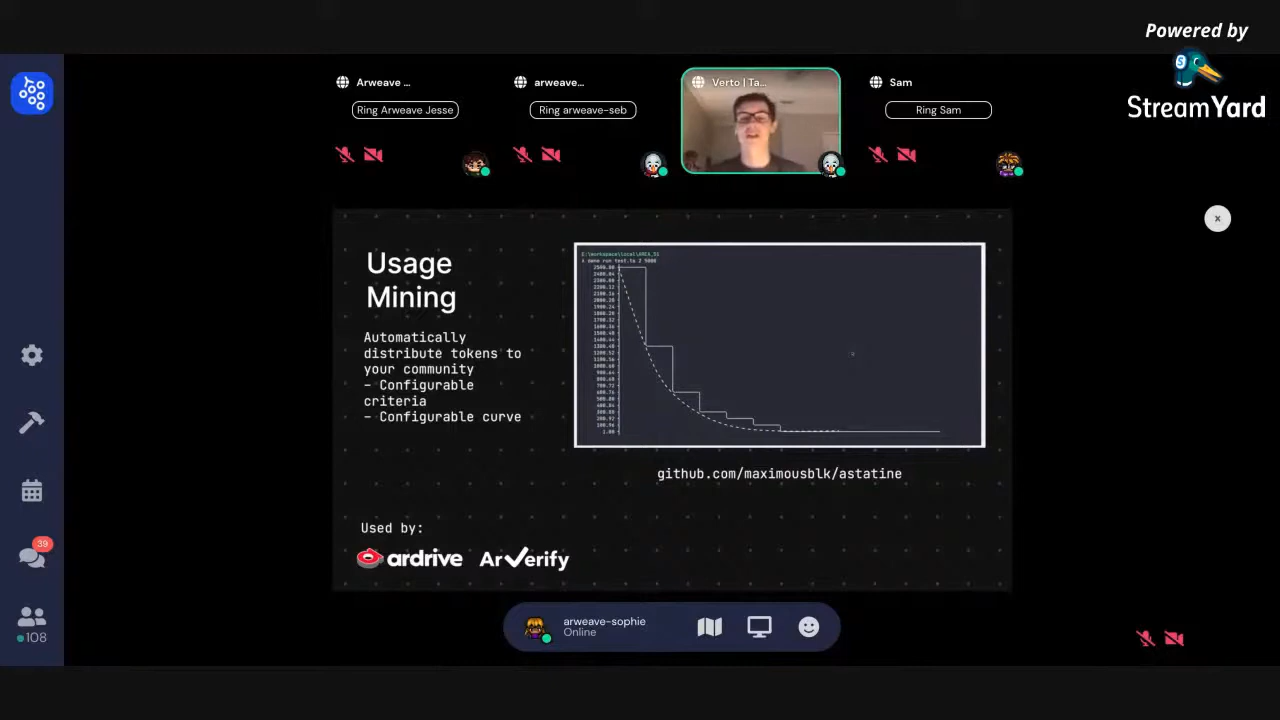 Powered by
StreamYard
Arweave ...
Ring Arweave Jesse
arweave...
Ring arweave-seb
Verto | Ta...
Sam
Ring Sam
×
Usage
Mining
Automatically
distribute tokens to
your community
- Configurable
criteria
- Configurable curve
github.com/maximousblk/astatine
Used by:
ardrive
ArVerify
39
108
arweave-sophie
Online